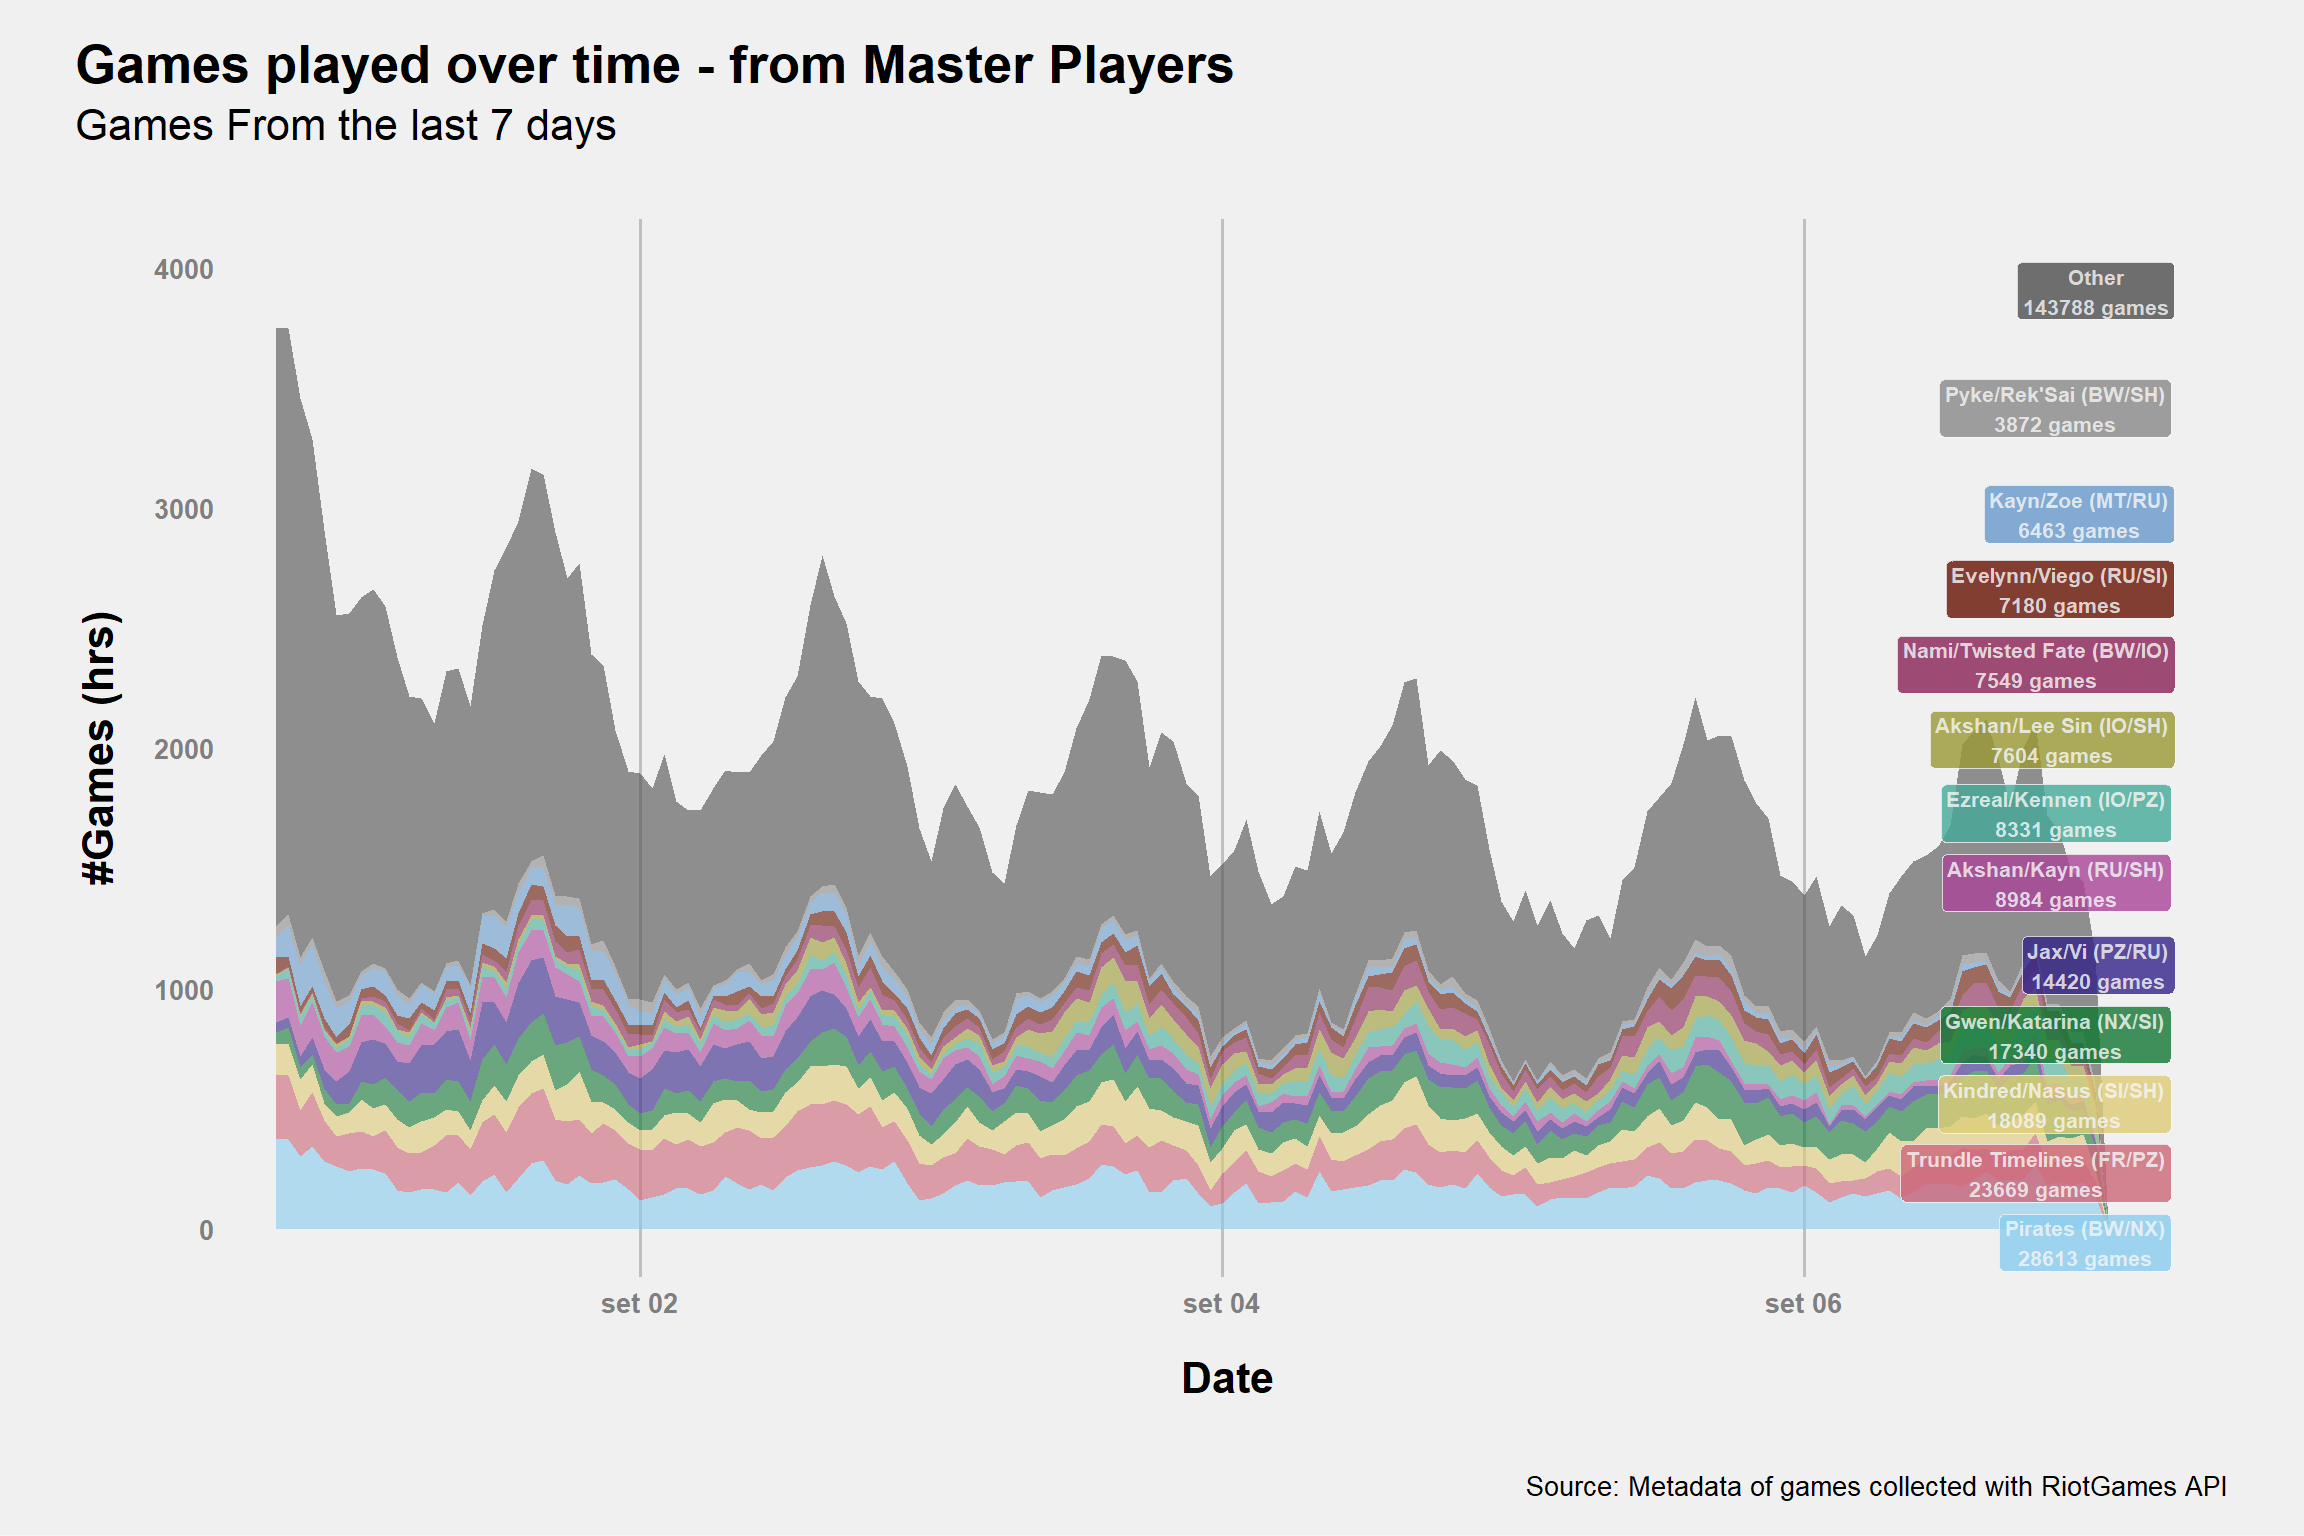 Games played over time - from Master Players
Games From the last 7 days
#Games (hrs)
4000
3000
2000
1000
0
Other
143788 games
Pyke/Rek'Sai (BW/SH)
3872 games
Kayn/Zoe (MT/RU)
6463 games
Evelynn/Viego (RU/SI)
7180 games
Nami/Twisted Fate (BW/IO)
7549 games
Akshan/Lee Sin (IO/SH)
7604 games
Ezreal/Kennen (IO/PZ)
8331 games
Akshan/Kayn (RU/SH)
8984 games
Jax/Vi (PZ/RU)
14420 games
Gwen/Katarina (NX/SI)
17340 games
Kindred/Nasus (SI/SH)
18089 games
Trundle Timelines (FR/PZ)
23669 games
Pirates (BW/NX)
28613 games
set 02
set 04
set 06
Date
Source: Metadata of games collected with RiotGames API